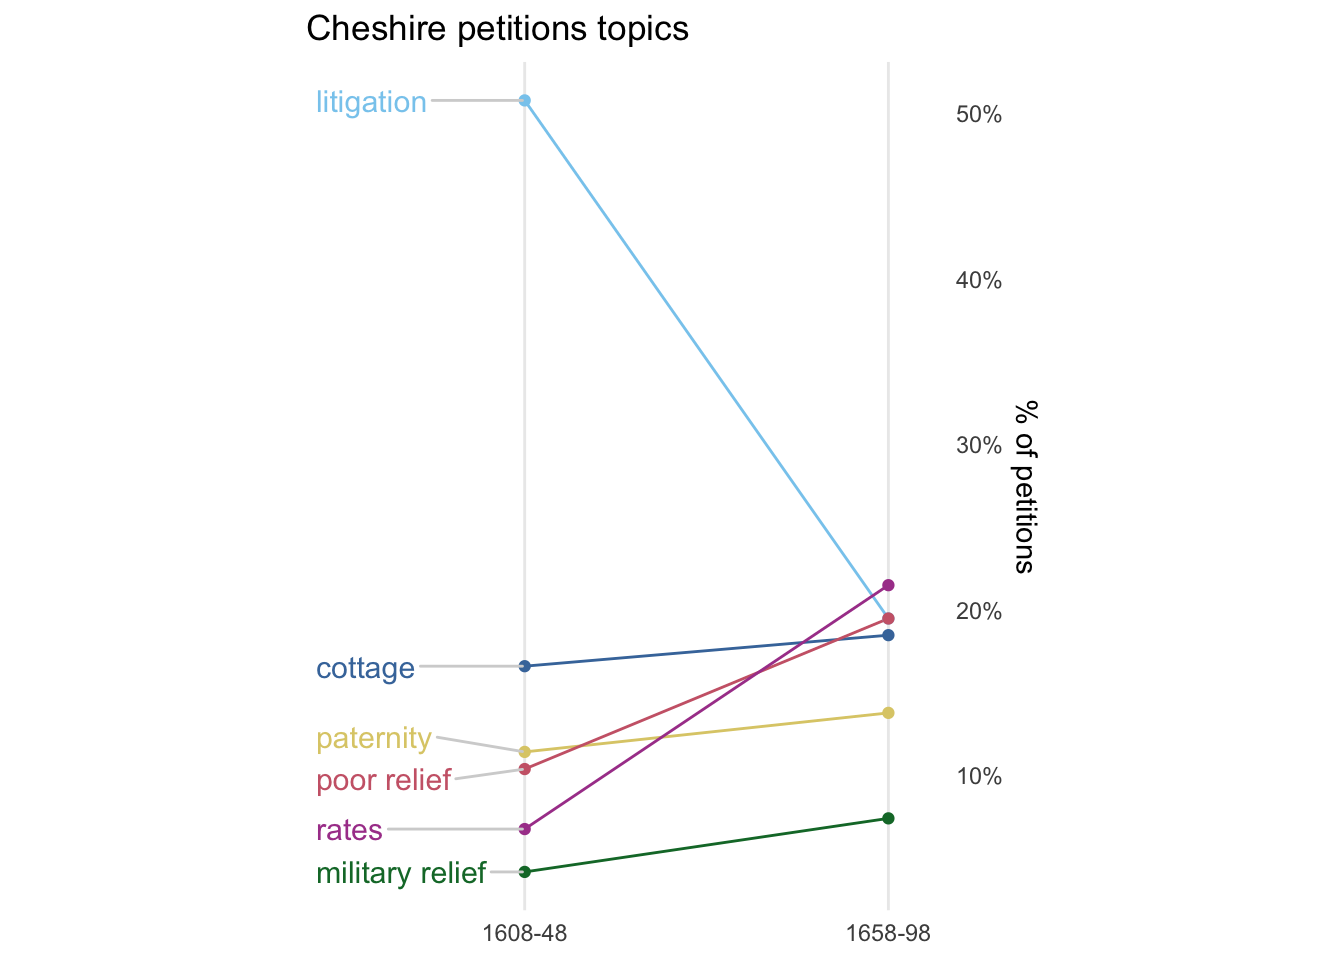 Cheshire petitions topics
litigation
cottage
paternity
poor relief
rates
military relief
50%
40%
30%
20%
10%
% of petitions
1608-48
1658-98